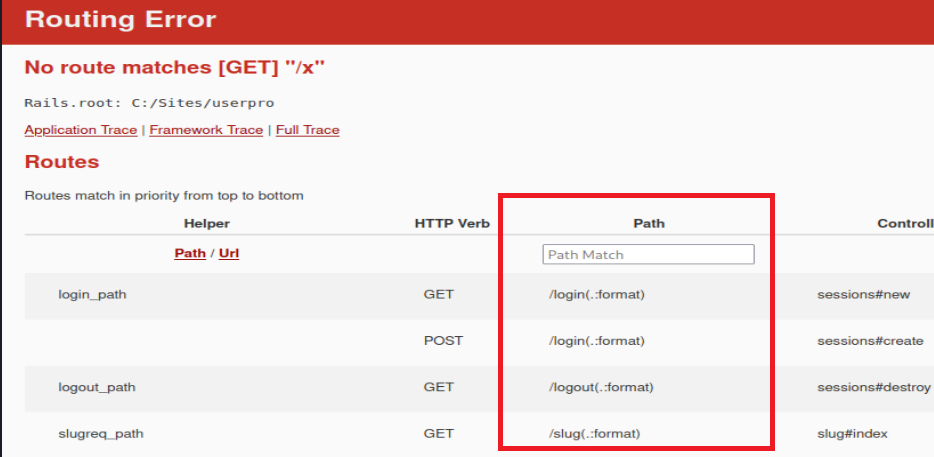 Routing Error
No route matches [GET] "/x"
Rails.root: C:/Sites/userpro
Application Trace | Framework Trace | Full Trace
Routes
Routes match in priority from top to bottom
Helper HTTP Verb Path Controll
Path / Url Path Match
login_path GET /login(.:format) sessions#new
POST /login(.:format) sessions#create
logout_path GET /logout(.:format) sessions#destroy
slugreq_path GET /slug(.:format) slug#index